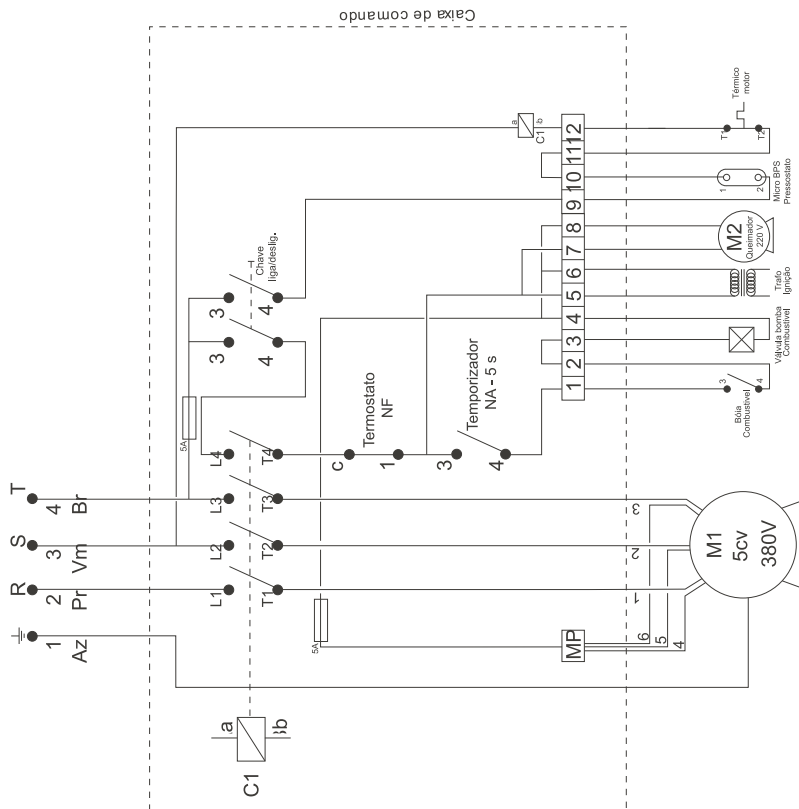 Caixa de comando
T
S
R
4
3
2
1
Br
Vm
Pr
Az
5A
3
3
4
4
Chave
liga/deslig.
L4
L3
L2
L1
T4
T3
T2
T1
a
b
C1
c
Termostato
NF
1
3
Temporizador
NA - 5 s
4
5A
a
C1
b
1
2
3
4
5
6
7
8
9
10
11
12
MP
6
5
4
3
2
1
M1
5cv
380V
3
4
Bóia
Combustível
Válvula bomba
Combustível
Trafo
Ignição
M2
Queimador
220 V
1
2
Micro BPS
Pressostato
T1
T2
Térmico
motor